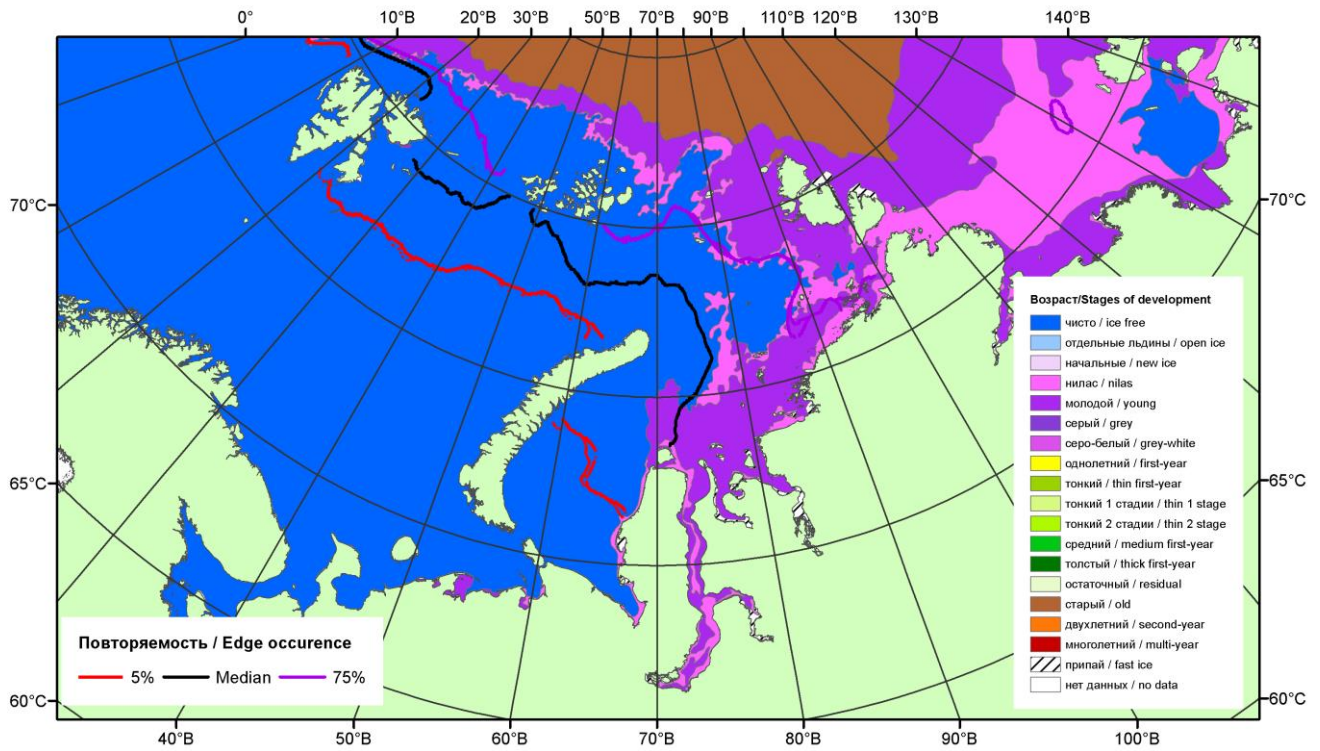 0° 10°В 20°В 30°В 50°В 70°В 90°В 110°В 120°В 130°В 140°В
70°С 70°С
65°С 65°С
60°С 60°С
Возраст/Stages of development
чисто / ice free
отдельные льдины / open ice
начальные / new ice
нилас / nilas
молодой / young
серый / grey
серо-белый / grey-white
однолетний / first-year
тонкий / thin first-year
тонкий 1 стадии / thin 1 stage
тонкий 2 стадии / thin 2 stage
средний / medium first-year
толстый / thick first-year
остаточный / residual
старый / old
двухлетний / second-year
многолетний / multi-year
припай / fast ice
нет данных / no data
Повторяемость / Edge occurence
5% Median 75%
40°В 50°В 60°В 70°В 80°В 90°В 100°В